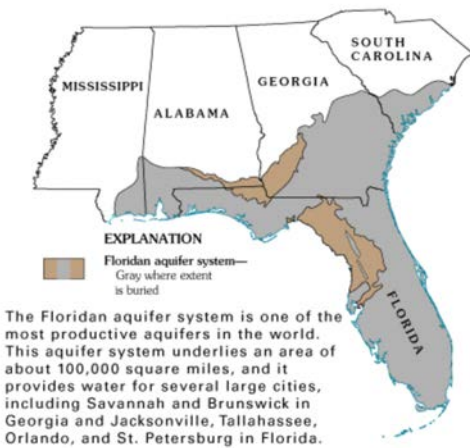 SOUTH
CAROLINA
GEORGIA
MISSISSIPPI
ALABAMA
FLORIDA
EXPLANATION
Floridan aquifer system—
Gray where extent
is buried
The Floridan aquifer system is one of the
most productive aquifers in the world.
This aquifer system underlies an area of
about 100,000 square miles, and it
provides water for several large cities,
including Savannah and Brunswick in
Georgia and Jacksonville, Tallahassee,
Orlando, and St. Petersburg in Florida.